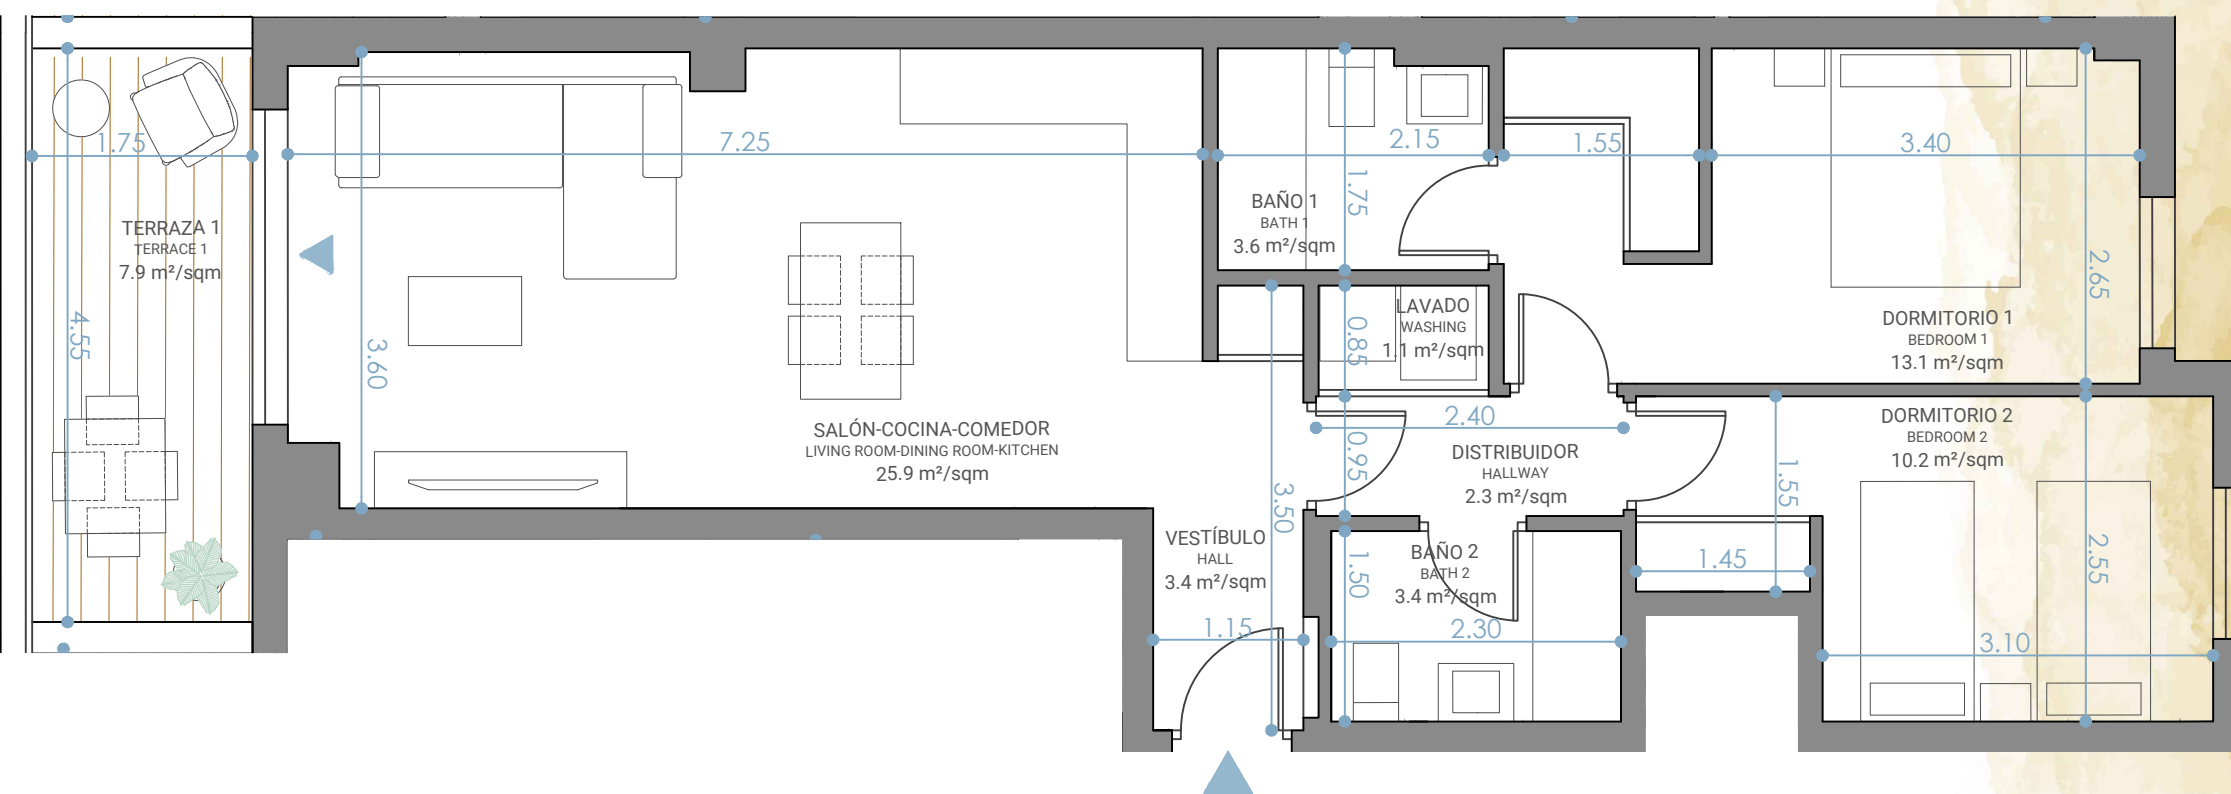 1.75
TERRAZA 1
TERRACE 1
7.9 m²/sqm
4.55
7.25
3.60
SALÓN-COCINA-COMEDOR
LIVING ROOM-DINING ROOM-KITCHEN
25.9 m²/sqm
2.15
1.75
BAÑO 1
BATH 1
3.6 m²/sqm
1.55
3.40
2.65
DORMITORIO 1
BEDROOM 1
13.1 m²/sqm
LAVADO
WASHING
1.1 m²/sqm
0.85
2.40
0.95
DISTRIBUIDOR
HALLWAY
2.3 m²/sqm
DORMITORIO 2
BEDROOM 2
10.2 m²/sqm
1.55
1.45
2.55
3.10
3.50
VESTÍBULO
HALL
3.4 m²/sqm
1.15
1.50
BAÑO 2
BATH 2
3.4 m²/sqm
2.30